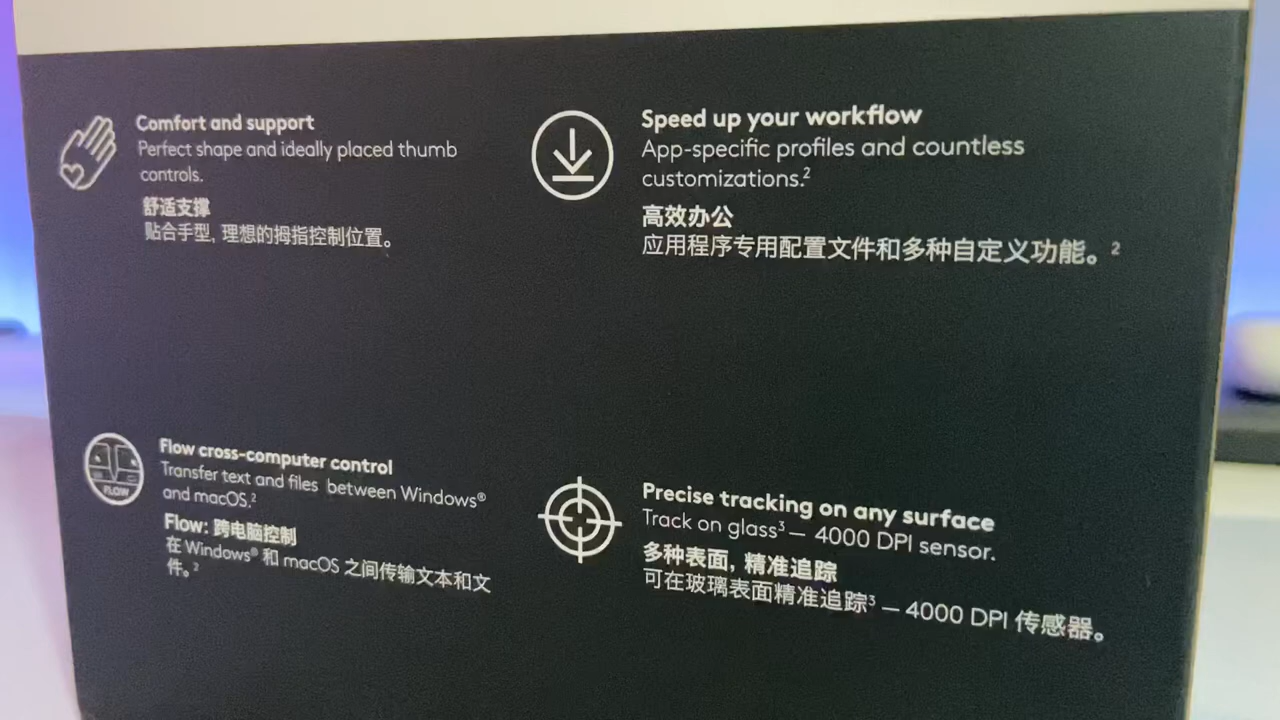 Comfort and support
Perfect shape and ideally placed thumb
controls.
舒适支撑
贴合手型, 理想的拇指控制位置。
Speed up your workflow
App-specific profiles and countless
customizations.²
高效办公
应用程序专用配置文件和多种自定义功能。²
FLOW
Flow cross-computer control
Transfer text and files between Windows®
and macOS.²
Flow: 跨电脑控制
在 Windows® 和 macOS 之间传输文本和文
件。²
Precise tracking on any surface
Track on glass³ — 4000 DPI sensor.
多种表面, 精准追踪
可在玻璃表面精准追踪³ — 4000 DPI 传感器。